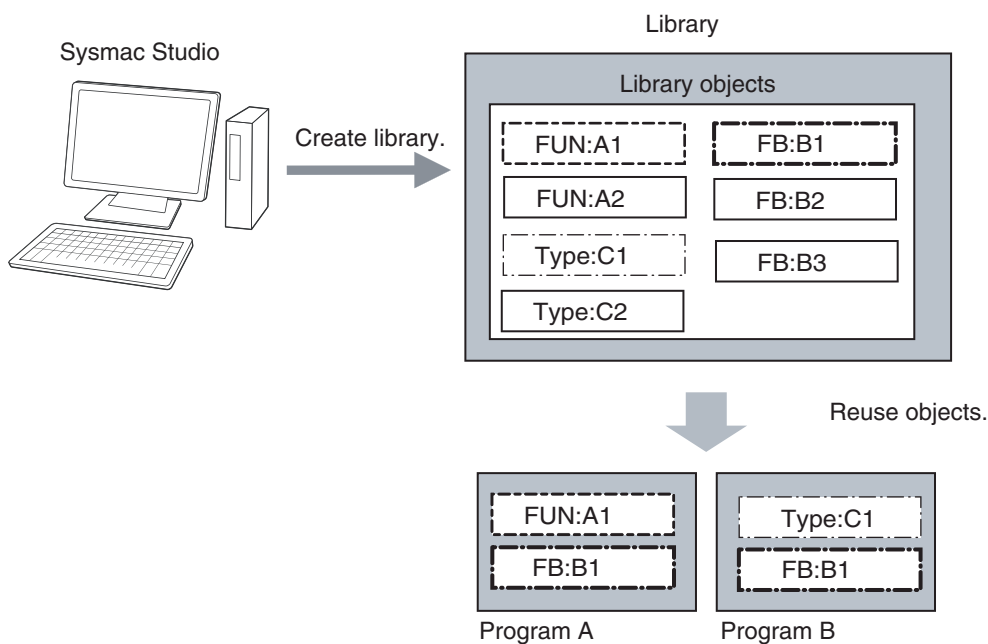 Library
Sysmac Studio
Library objects
Create library.
FUN:A1
FB:B1
FUN:A2
FB:B2
Type:C1
FB:B3
Type:C2
Reuse objects.
FUN:A1
FB:B1
Type:C1
FB:B1
Program A
Program B